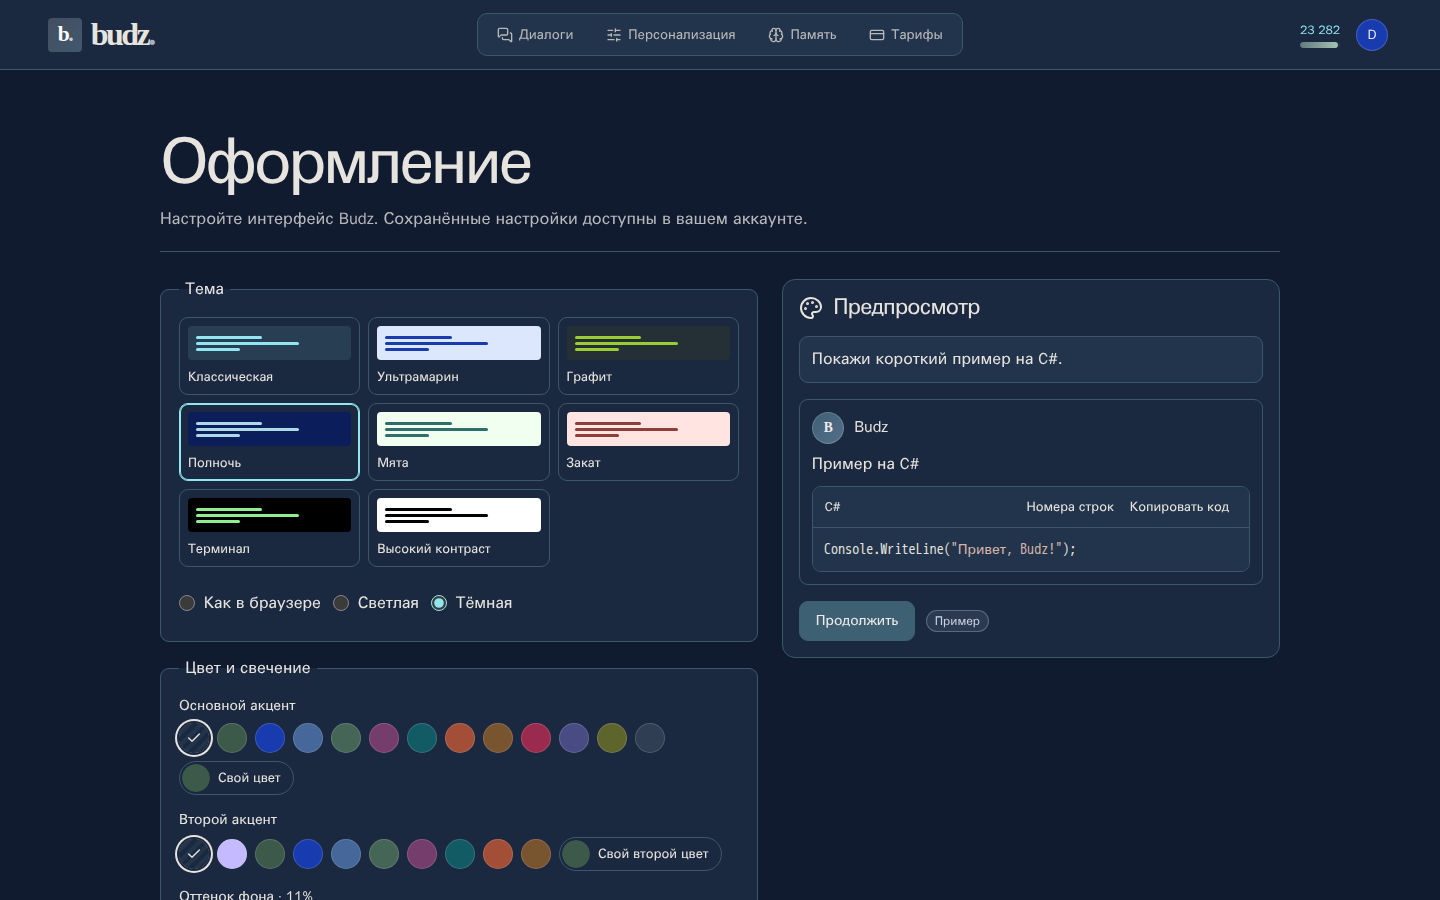 b. budz.
Диалоги Персонализация Память Тарифы
23 282
D
Оформление
Настройте интерфейс Budz. Сохранённые настройки доступны в вашем аккаунте.
Тема
Классическая
Ультрамарин
Графит
Полночь
Мята
Закат
Терминал
Высокий контраст
Как в браузере Светлая Тёмная
Цвет и свечение
Основной акцент
Свой цвет
Второй акцент
Свой второй цвет
Оттенок фона · 11%
Предпросмотр
Покажи короткий пример на C#.
B Budz
Пример на C#
C# Номера строк Копировать код
Console.WriteLine("Привет, Budz!");
Продолжить Пример